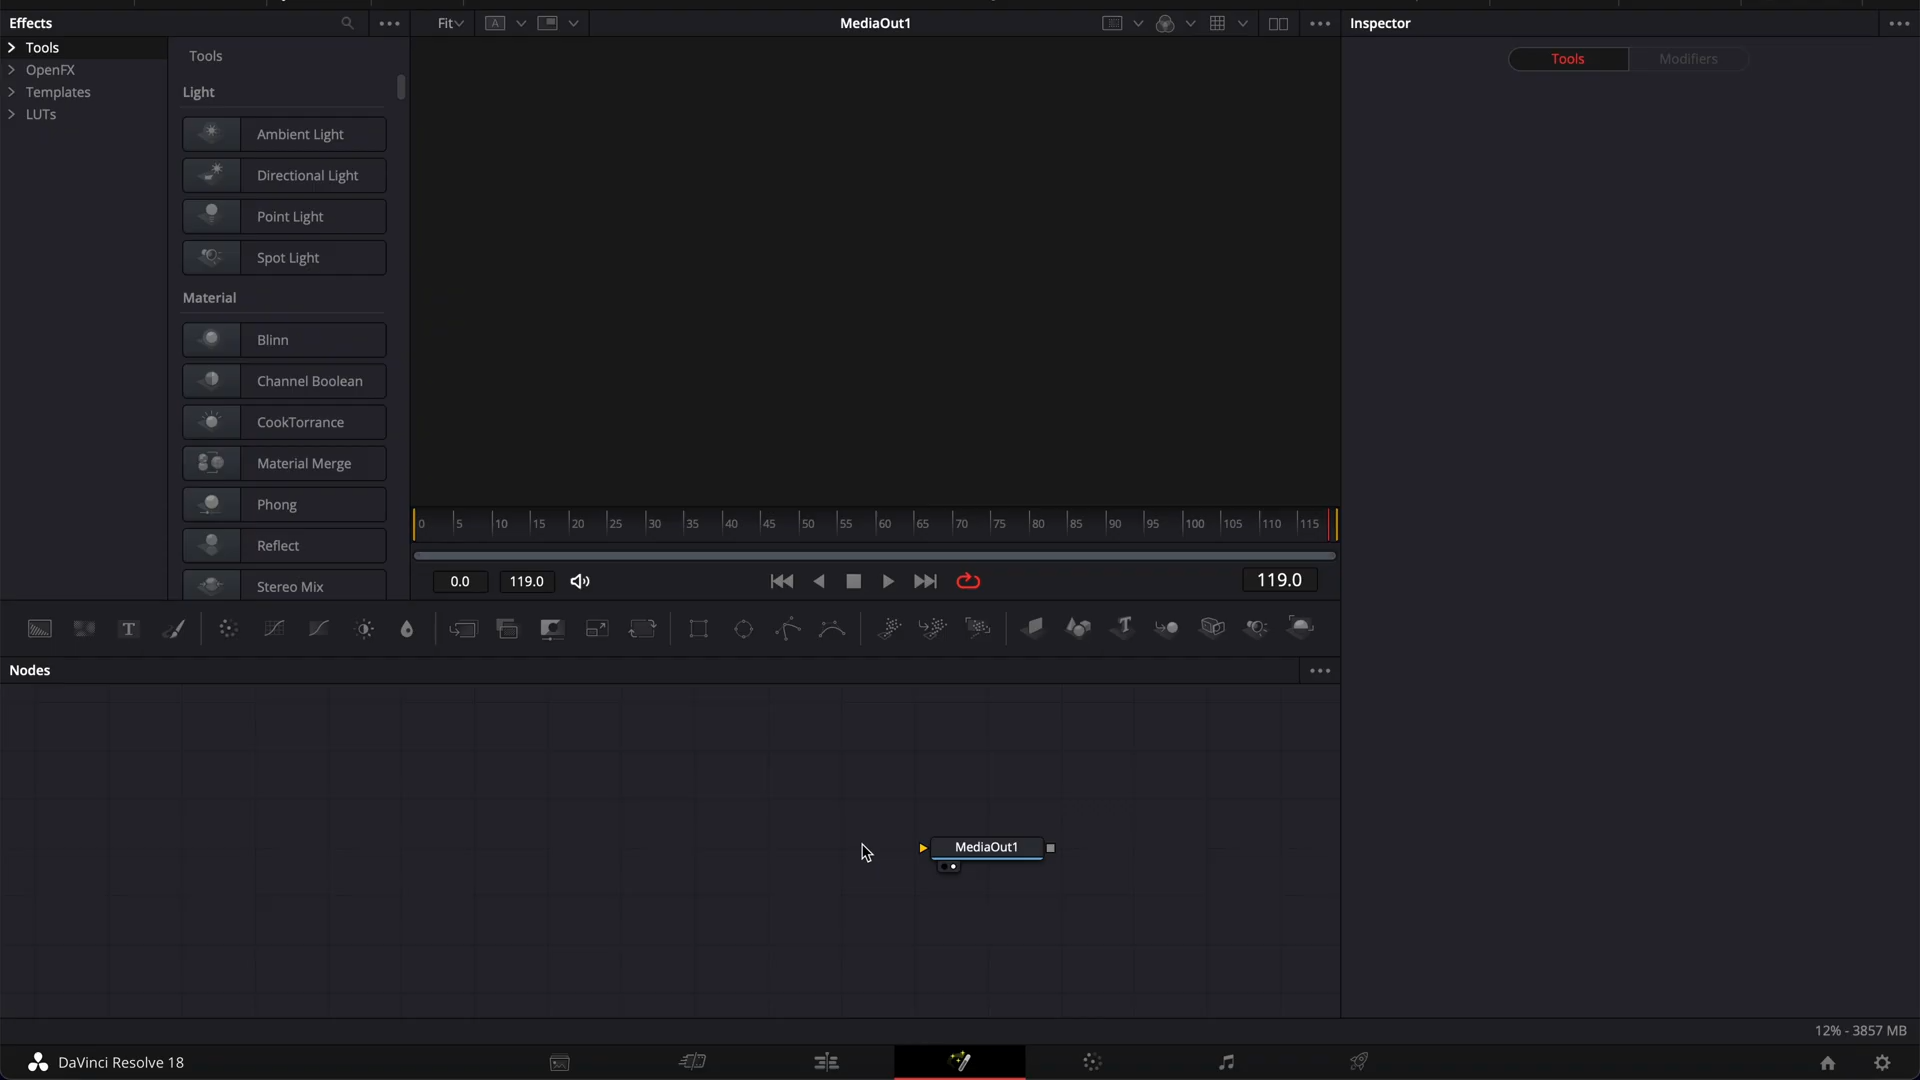 Effects
Fit
A
MediaOut1
Inspector
Tools
OpenFX
Templates
LUTs
Tools
Light
Ambient Light
Directional Light
Point Light
Spot Light
Material
Blinn
Channel Boolean
CookTorrance
Material Merge
Phong
Reflect
Stereo Mix
Tools
Modifiers
0 5 10 15 20 25 30 35 40 45 50 55 60 65 70 75 80 85 90 95 100 105 110 115
0.0
119.0
119.0
T
T
Nodes
MediaOut1
12% - 3857 MB
DaVinci Resolve 18